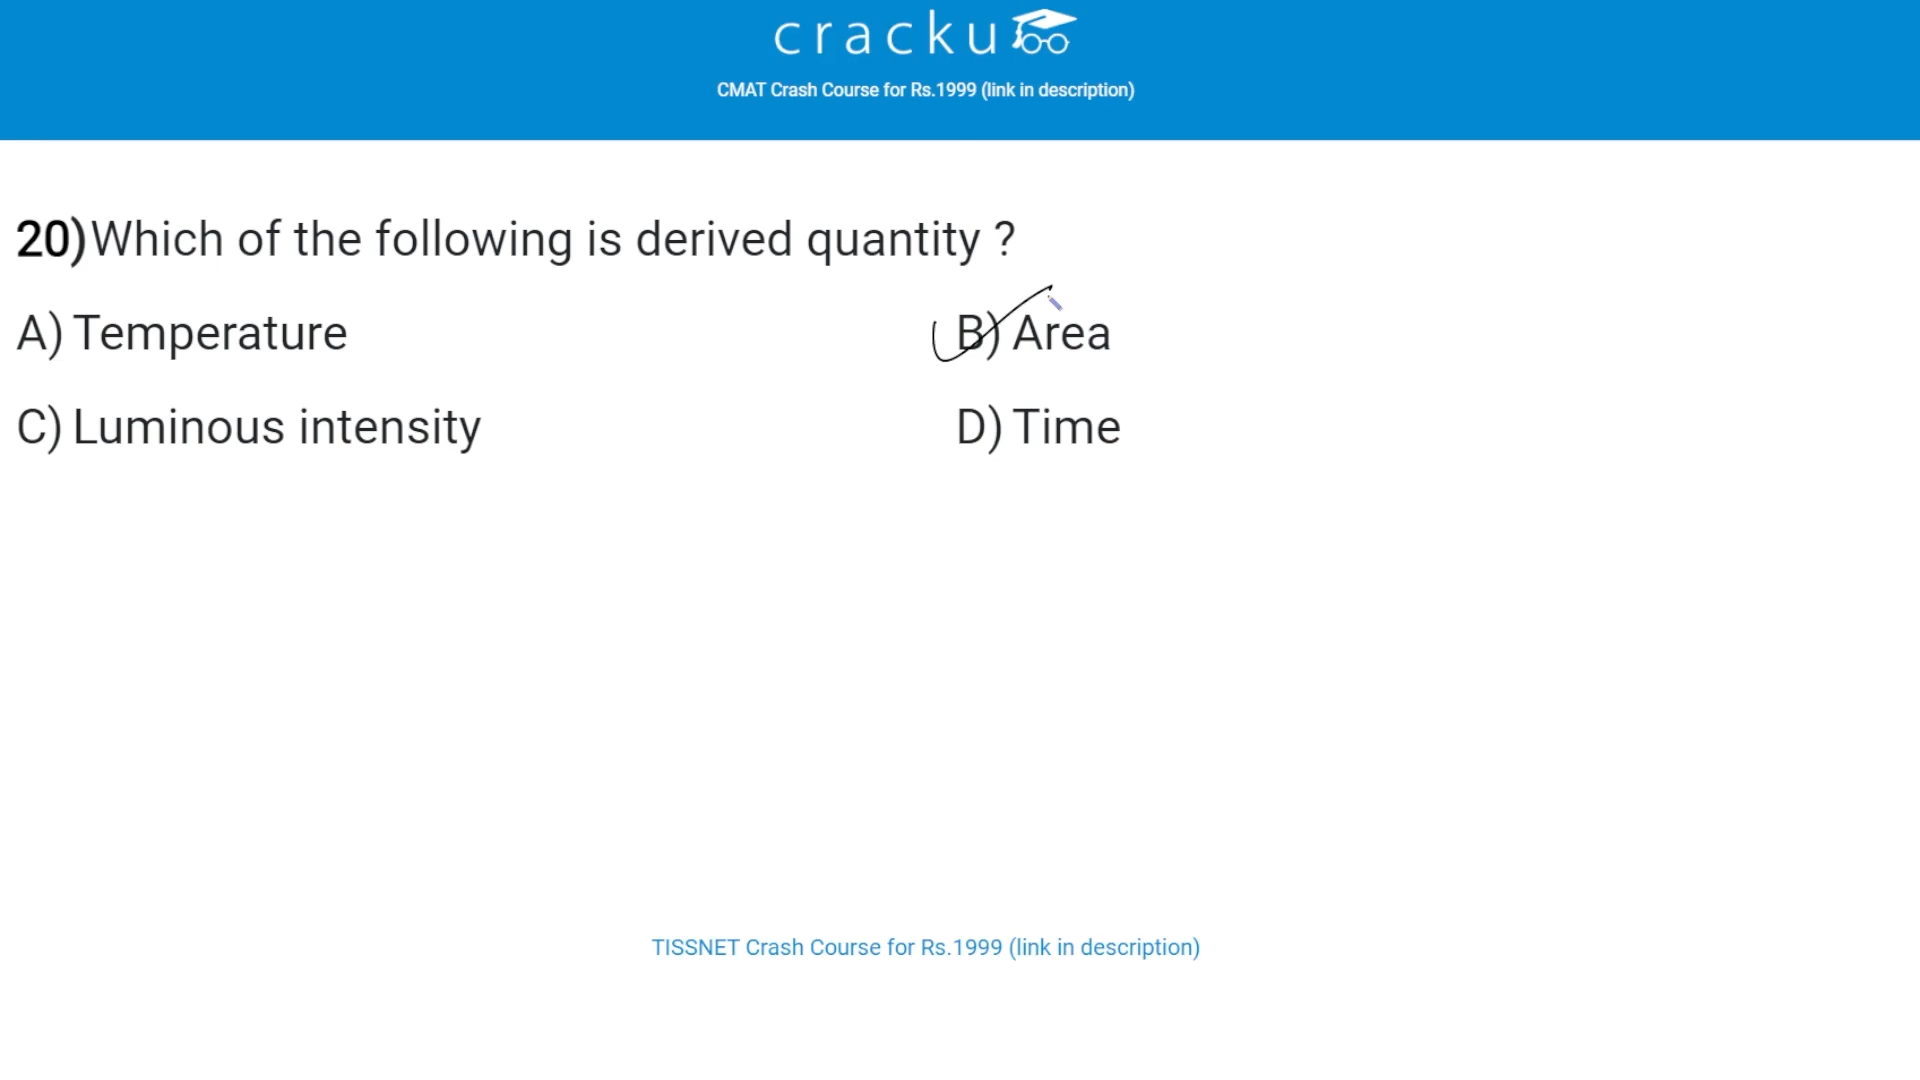 cracku
CMAT Crash Course for Rs.1999 (link in description)
20)Which of the following is derived quantity ?
A) Temperature
B) Area
C) Luminous intensity
D) Time
TISSNET Crash Course for Rs.1999 (link in description)